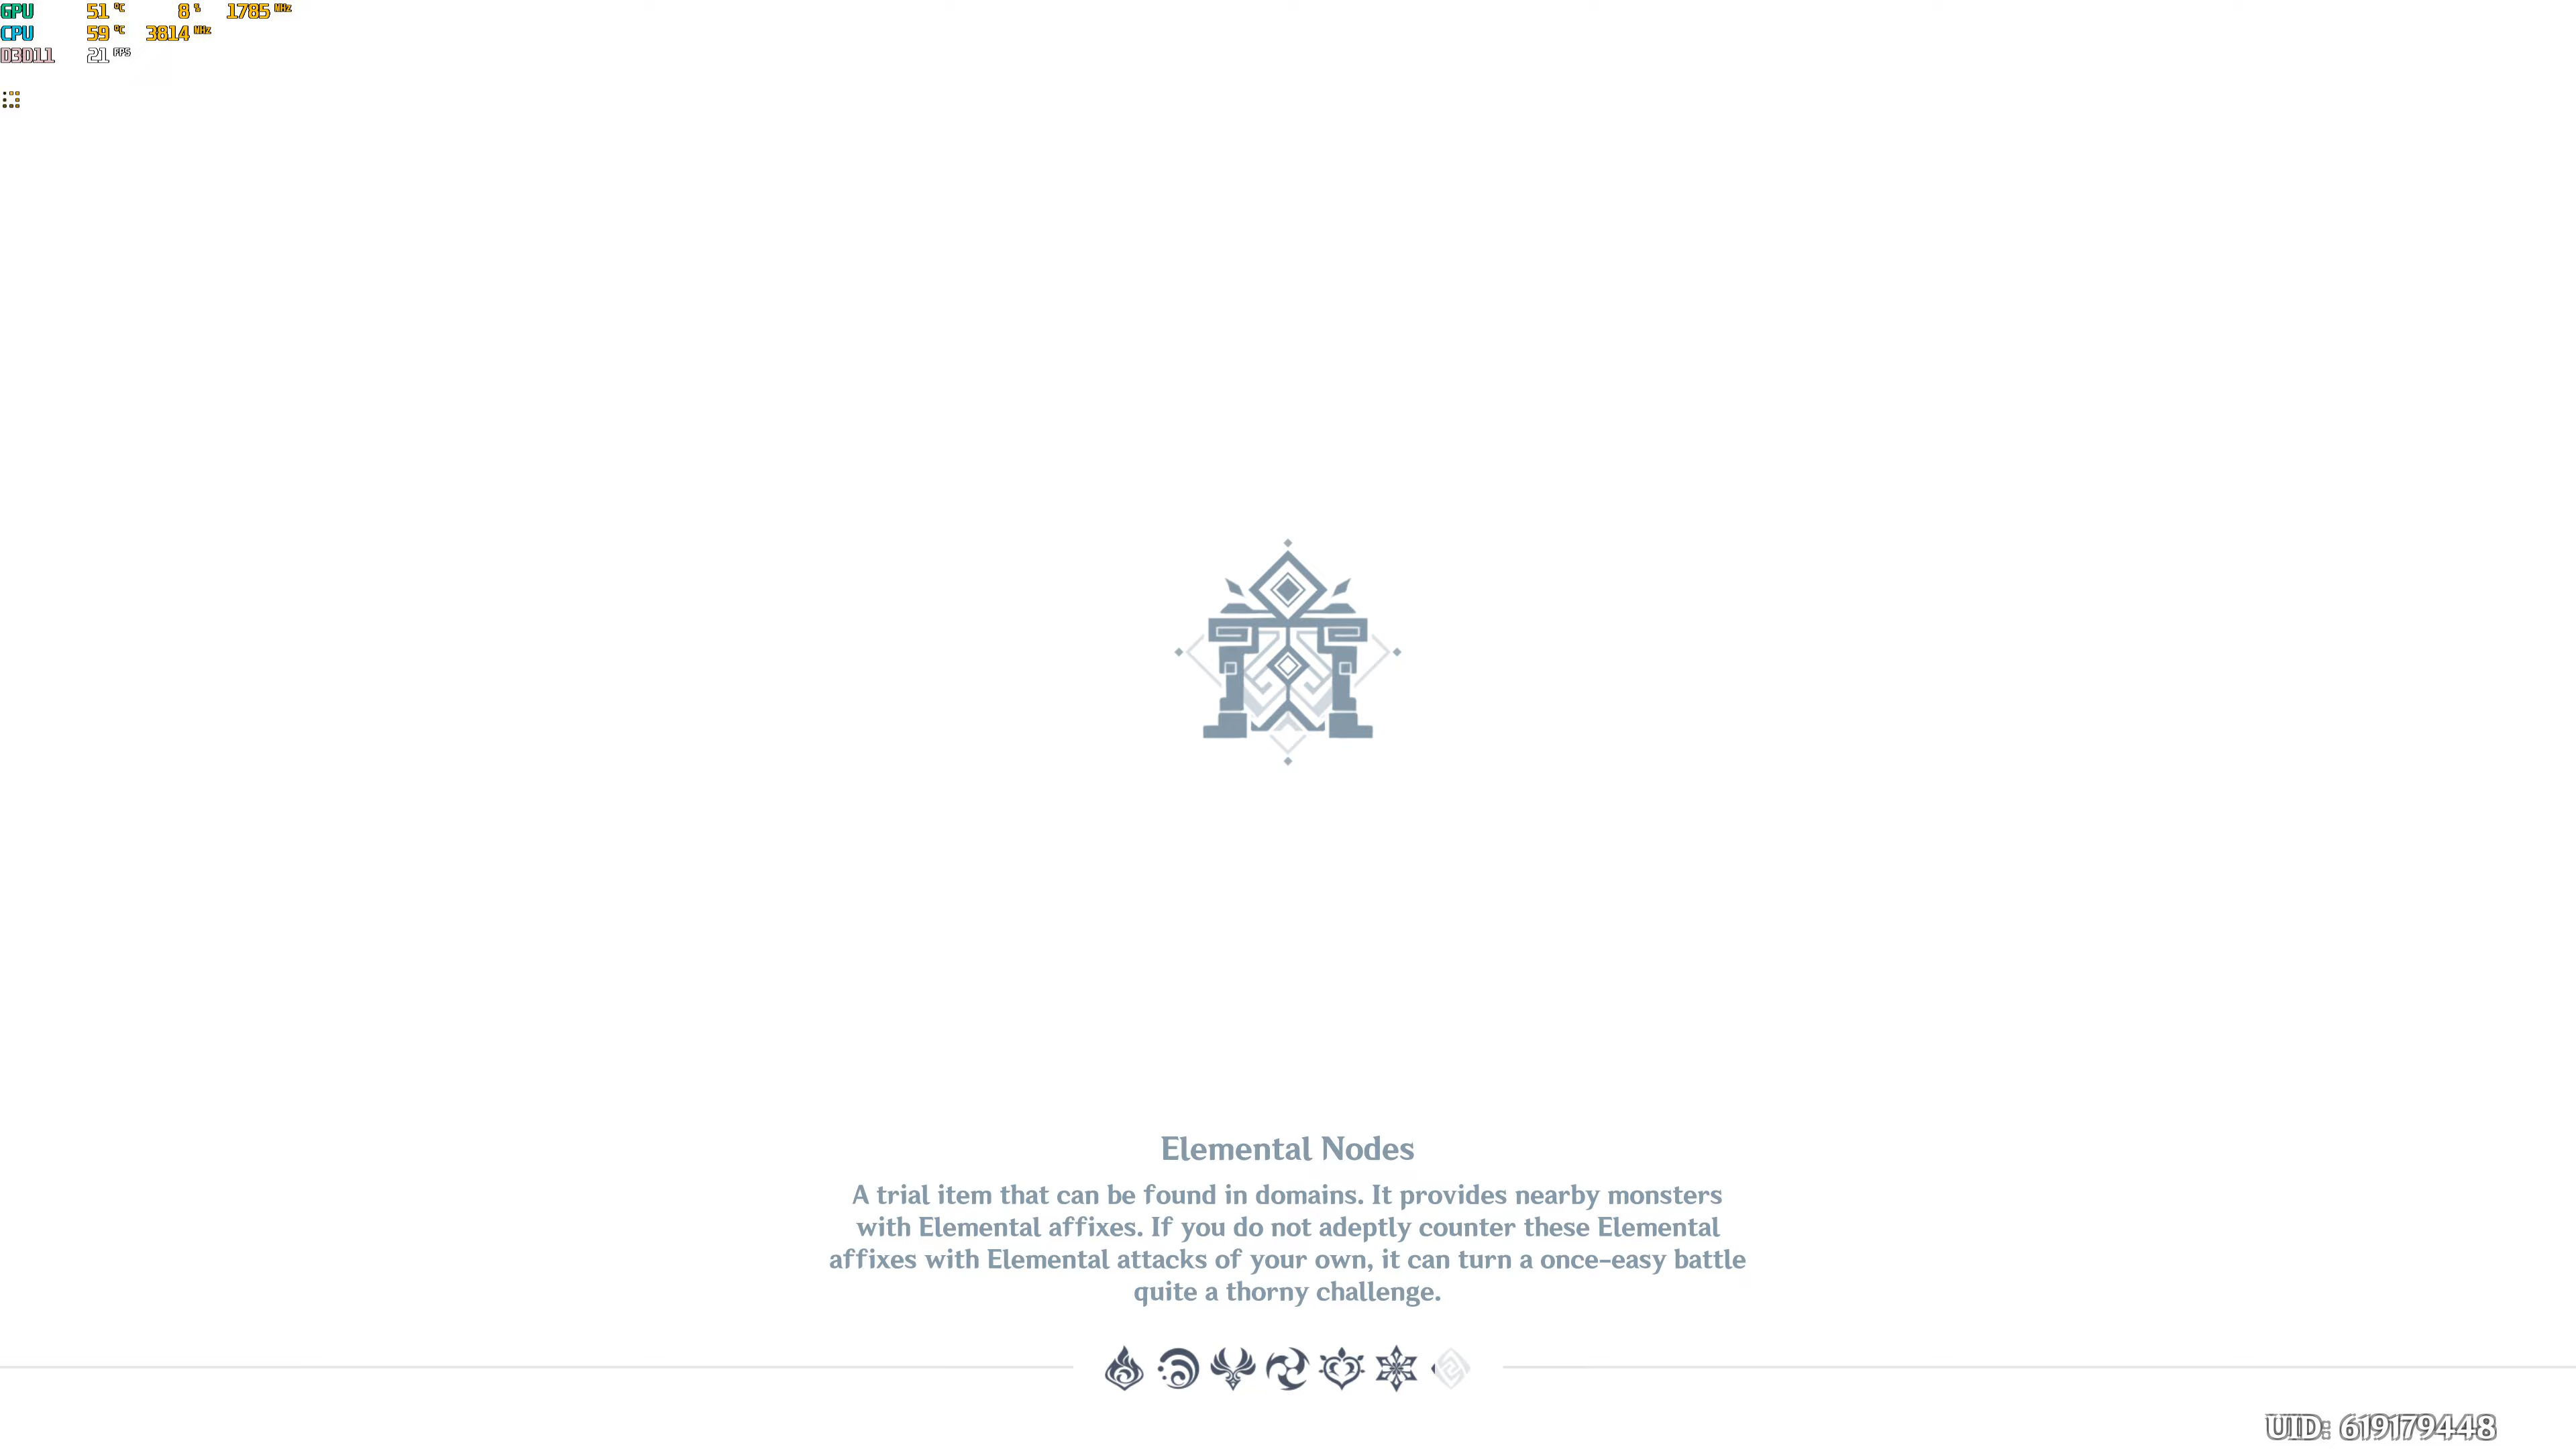 GPU 51 °C 8 % 1785 MHz
CPU 59 °C 3814 MHz
D3D11 21 FPS
Elemental Nodes
A trial item that can be found in domains. It provides nearby monsters
with Elemental affixes. If you do not adeptly counter these Elemental
affixes with Elemental attacks of your own, it can turn a once-easy battle
quite a thorny challenge.
UID: 619179448